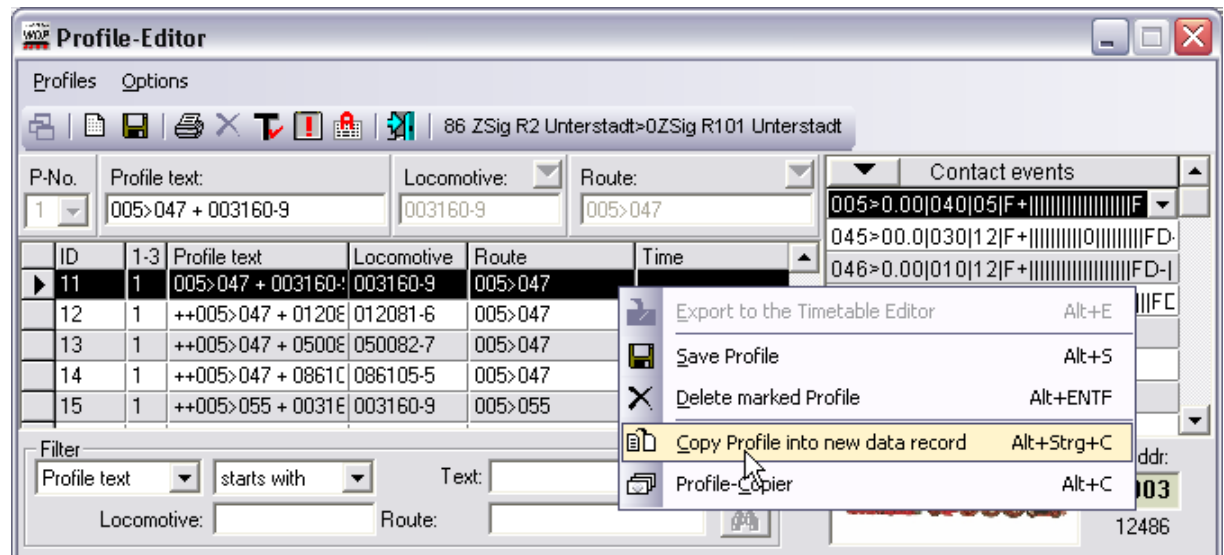 Profile-Editor
Profiles Options
86 ZSig R2 Unterstadt>0ZSig R101 Unterstadt
P-No. Profile text: Locomotive: Route: Contact events
1 005>047 + 003160-9 003160-9 005>047 005>0.00|040|05|F+||||||||||||||||||||F
045>00.0|030|12|F+||||||||||0|||||||||FD-
ID 1-3 Profile text Locomotive Route Time 046>0.00|010|12|F+||||||||||||||||||||FD-|
11 1 005>047 + 003160- 003160-9 005>047
12 1 ++005>047 + 01208 012081-6 005>047
13 1 ++005>047 + 05008 050082-7 005>047
14 1 ++005>047 + 08610 086105-5 005>047
15 1 ++005>055 + 00316 003160-9 005>055
Export to the Timetable Editor Alt+E
Save Profile Alt+S
Delete marked Profile Alt+ENTF
Copy Profile into new data record Alt+Strg+C
Profile-Copier Alt+C
Filter
Profile text starts with Text:
Locomotive: Route:
ddr:
003
12486